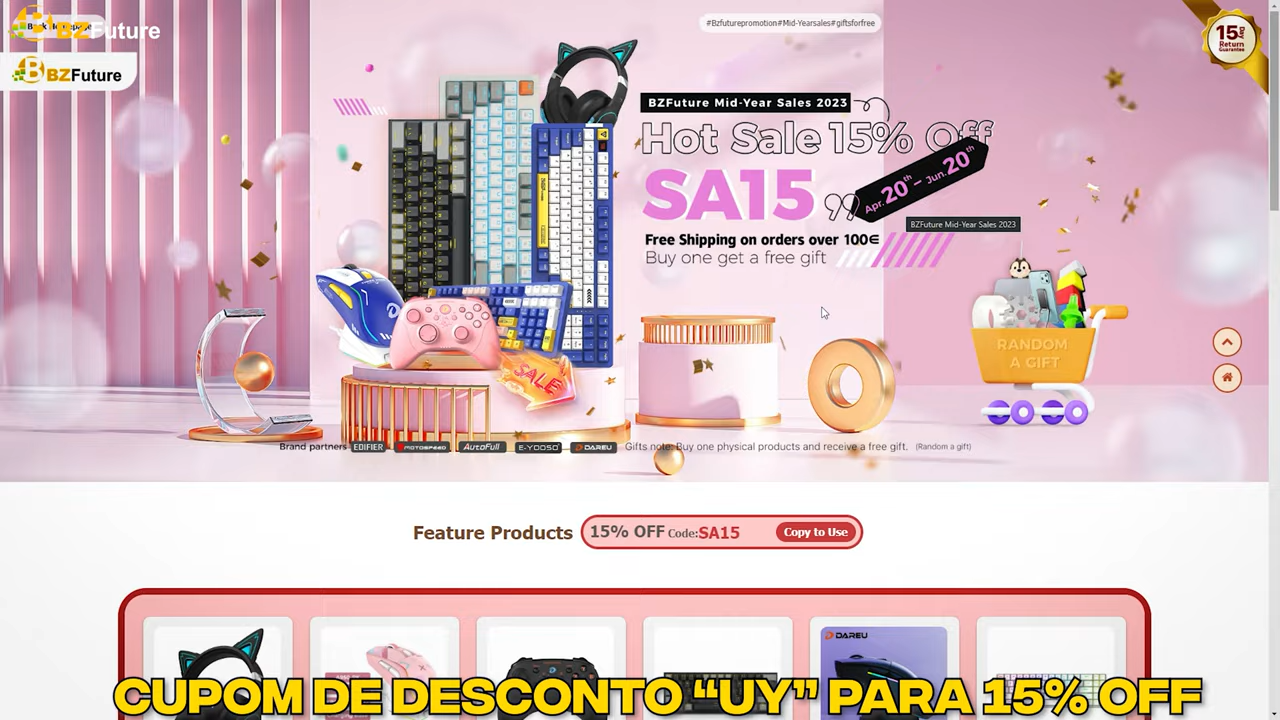 Back Homepage
BZFuture
BZFuture
#Bzfuturepromotion#Mid-Yearsales#giftsforfree
15 Day
Return
Guarantee
BZFuture Mid-Year Sales 2023
Hot Sale 15% Off
SA15
Apr. 20th – Jun. 20th
BZFuture Mid-Year Sales 2023
Free Shipping on orders over 100€
Buy one get a free gift
RANDOM
A GIFT
SALE
Brand partners EDIFIER MOTOSPEED AutoFull E-YOOSO DAREU Gifts note: Buy one physical products and receive a free gift. (Random a gift)
Feature Products 15% OFF Code:SA15 Copy to Use
DAREU
CUPOM DE DESCONTO “UY” PARA 15% OFF